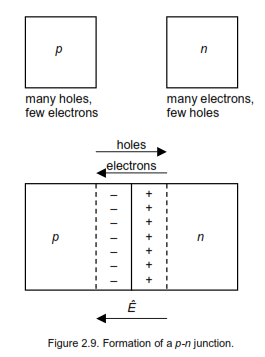 p
n
many holes,
few electrons
many electrons,
few holes
holes
electrons
p
– +
– +
– +
– +
– +
– +
– +
n
Ê
Figure 2.9. Formation of a p-n junction.